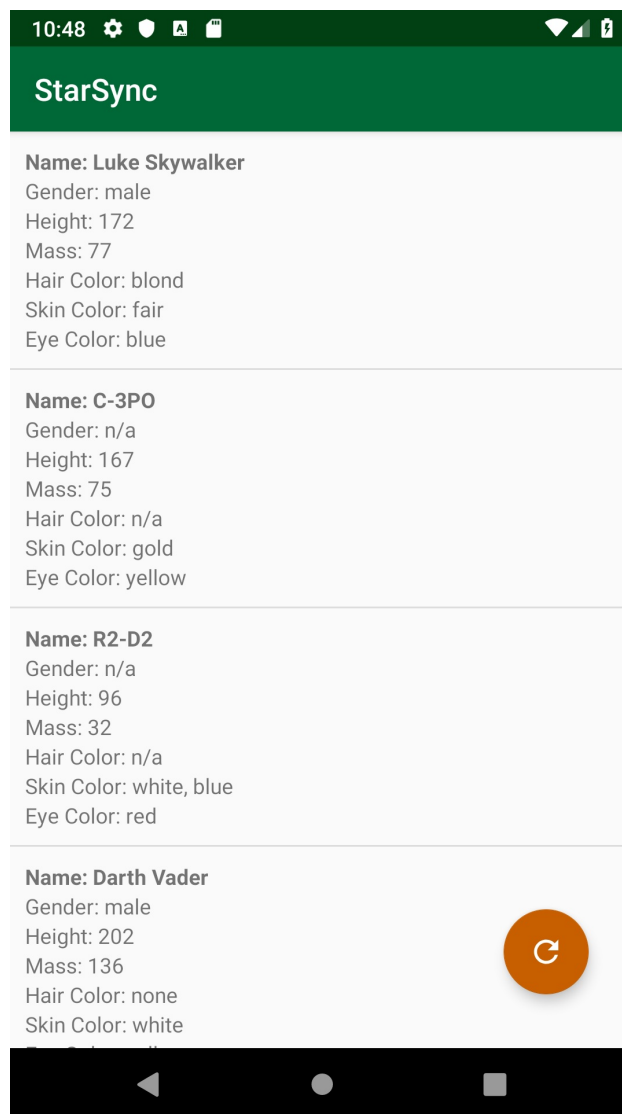 10:48
StarSync
Name: Luke Skywalker
Gender: male
Height: 172
Mass: 77
Hair Color: blond
Skin Color: fair
Eye Color: blue
Name: C-3PO
Gender: n/a
Height: 167
Mass: 75
Hair Color: n/a
Skin Color: gold
Eye Color: yellow
Name: R2-D2
Gender: n/a
Height: 96
Mass: 32
Hair Color: n/a
Skin Color: white, blue
Eye Color: red
Name: Darth Vader
Gender: male
Height: 202
Mass: 136
Hair Color: none
Skin Color: white